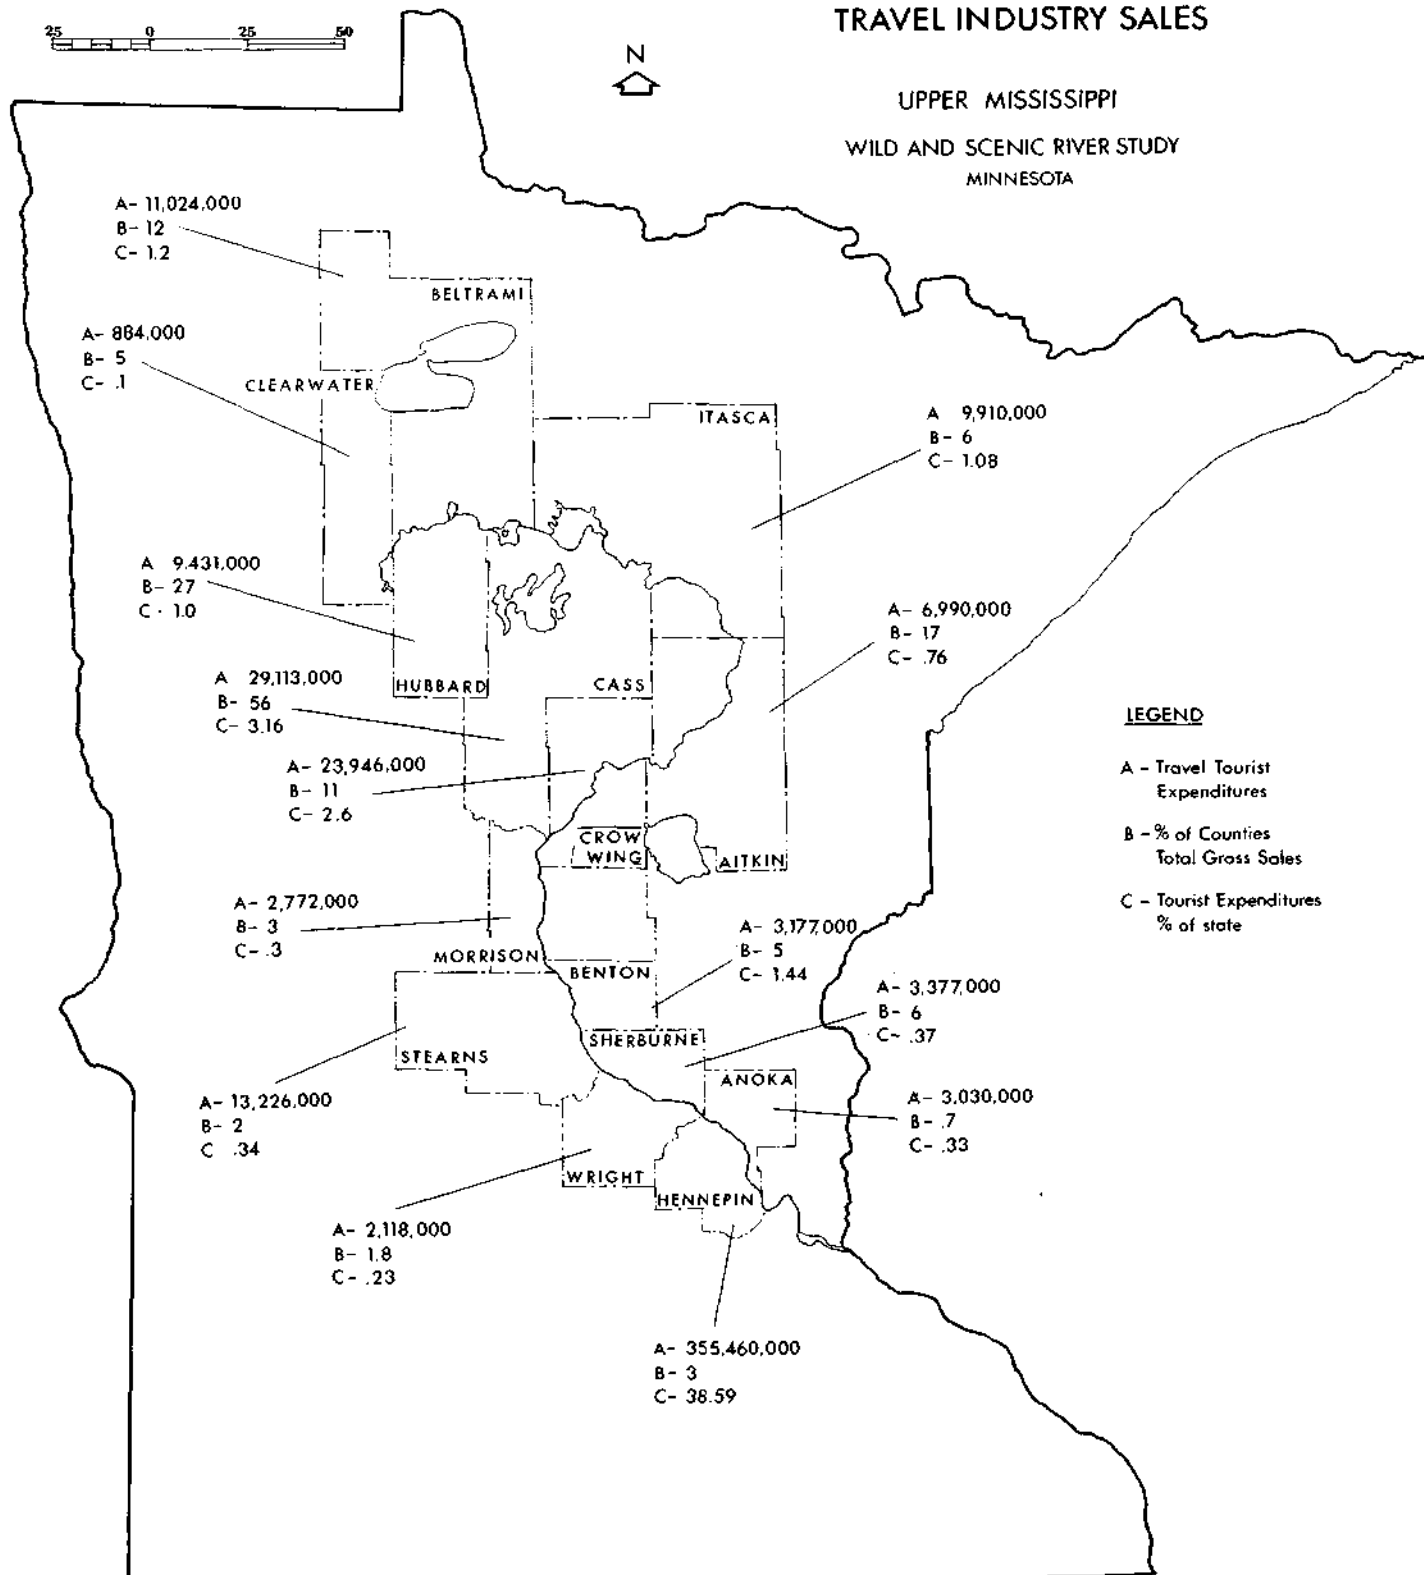 TRAVEL INDUSTRY SALES
25 0 25 50
N
UPPER MISSISSIPPI
WILD AND SCENIC RIVER STUDY
MINNESOTA
A- 11,024,000
B- 12
C- 1.2
BELTRAMI
A- 884,000
B- 5
C- .1
CLEARWATER
ITASCA
A 9,910,000
B- 6
C- 1.08
A 9.431,000
B- 27
C - 1.0
A- 6,990,000
B- 17
C- .76
HUBBARD
CASS
A 29,113,000
B- 56
C- 3.16
LEGEND
A - Travel Tourist
Expenditures
B - % of Counties
Total Gross Sales
C - Tourist Expenditures
% of state
A- 23,946,000
B- 11
C- 2.6
CROW
WING
AITKIN
A- 2,772,000
B- 3
C- .3
MORRISON
BENTON
A- 3,177,000
B- 5
C- 1.44
A- 3,377,000
B- 6
C- .37
SHERBURNE
STEARNS
ANOKA
A- 13,226,000
B- 2
C .34
A- 3,030,000
B- .7
C- .33
WRIGHT
HENNEPIN
A- 2,118,000
B- 1.8
C- .23
A- 355,460,000
B- 3
C- 38.59